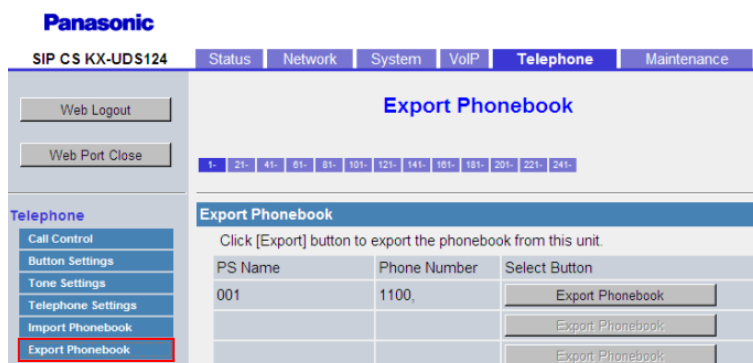 Panasonic
SIP CS KX-UDS124
Status Network System VoIP Telephone Maintenance
Web Logout
Web Port Close
Export Phonebook
1- 21- 41- 61- 81- 101- 121- 141- 161- 181- 201- 221- 241-
Telephone
Call Control
Button Settings
Tone Settings
Telephone Settings
Import Phonebook
Export Phonebook
Export Phonebook
Click [Export] button to export the phonebook from this unit.
PS Name Phone Number Select Button
001 1100, Export Phonebook
Export Phonebook
Export Phonebook